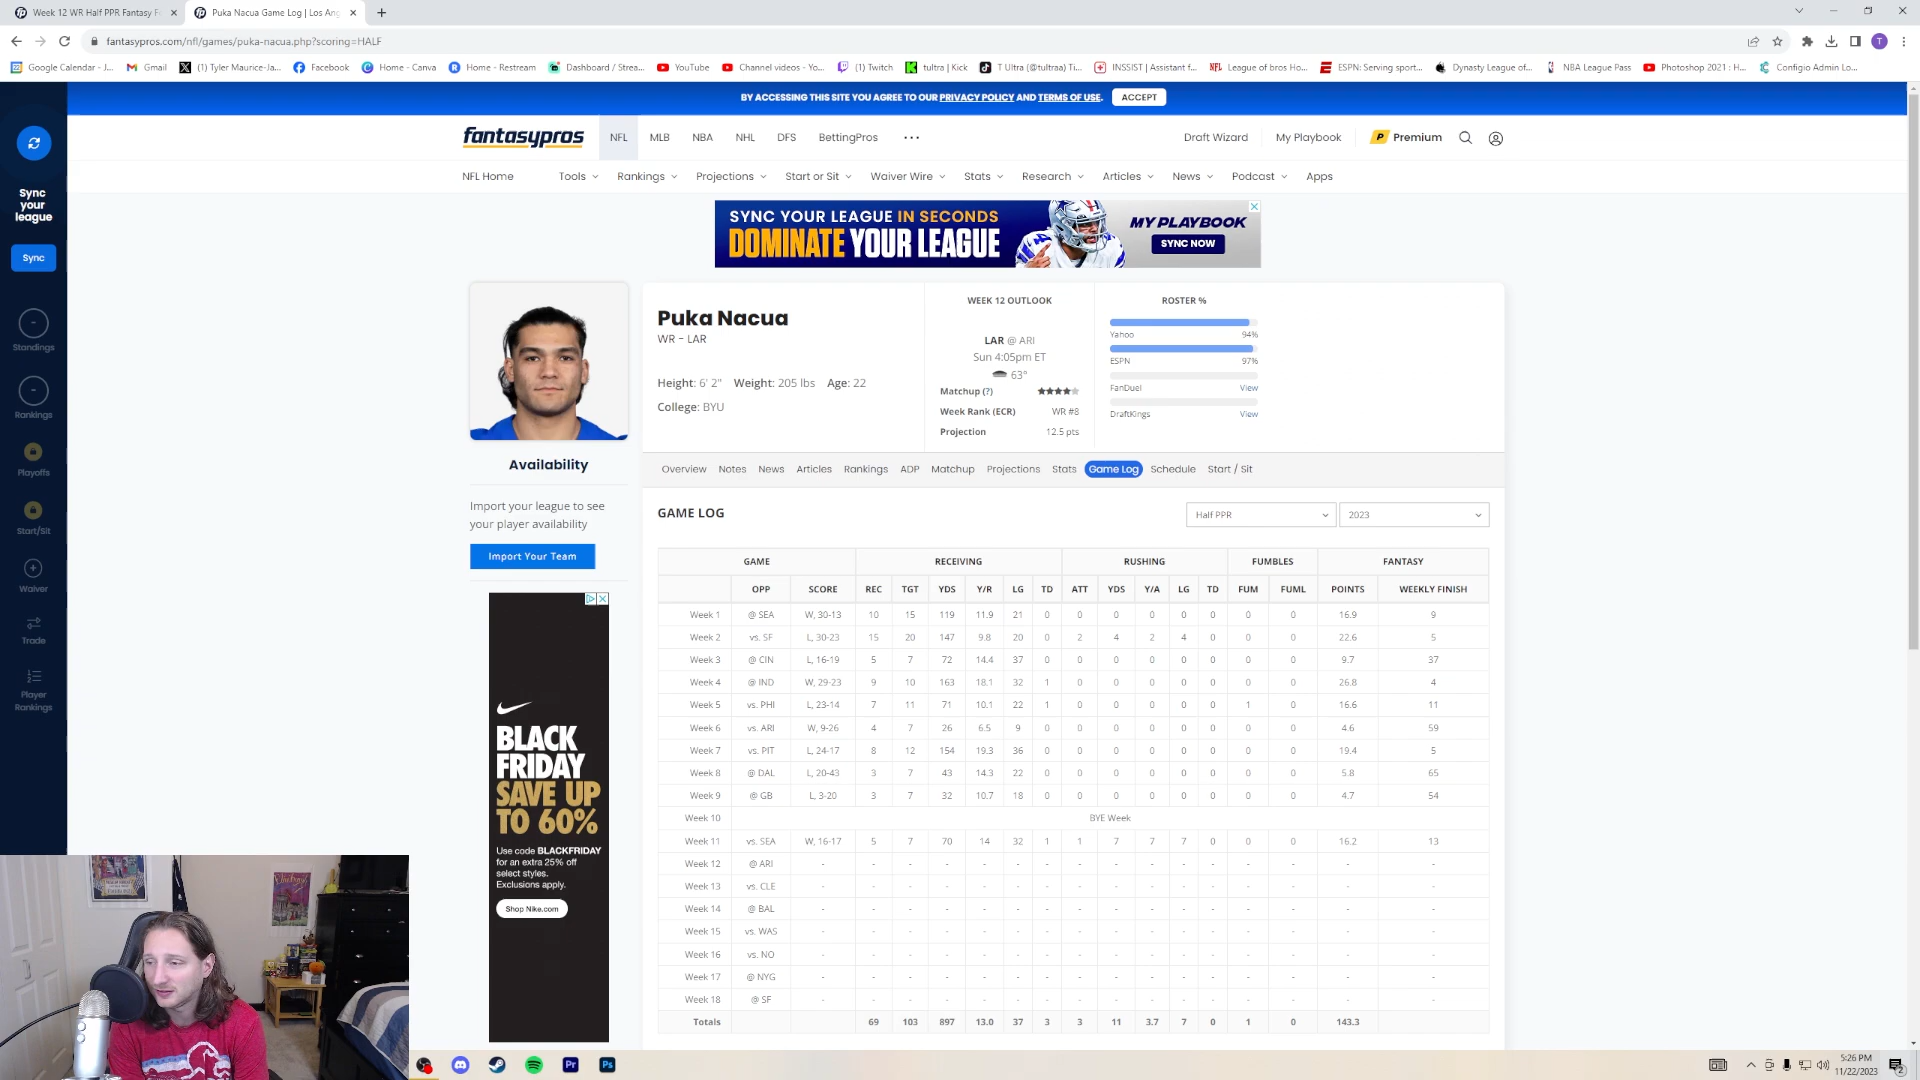 Week 12 WR Half PPR Fantasy F
Puka Nacua Game Log | Los Ang
fantasypros.com/nfl/games/puka-nacua.php?scoring=HALF
Google Calendar - J...
Gmail
(1) Tyler Maurice-Ja...
Facebook
Home - Canva
Home - Restream
Dashboard / Strea...
YouTube
Channel videos - Yo...
(1) Twitch
tultra | Kick
T Ultra (@tultraa) Ti...
INSSIST | Assistant f...
League of bros Ho...
ESPN: Serving sport...
Dynasty League of...
NBA League Pass
Photoshop 2021 : H...
Configio Admin Lo...
BY ACCESSING THIS SITE YOU AGREE TO OUR PRIVACY POLICY AND TERMS OF USE. ACCEPT
fantasypros NFL MLB NBA NHL DFS BettingPros ... Draft Wizard My Playbook P Premium
NFL Home Tools Rankings Projections Start or Sit Waiver Wire Stats Research Articles News Podcast Apps
Sync
your
league
Sync
Standings
Rankings
Playoffs
Start/Sit
Waiver
Trade
Player
Rankings
SYNC YOUR LEAGUE IN SECONDS
DOMINATE YOUR LEAGUE
MY PLAYBOOK
SYNC NOW
Puka Nacua
WR - LAR
Height: 6' 2" Weight: 205 lbs Age: 22
College: BYU
WEEK 12 OUTLOOK
LAR @ ARI
Sun 4:05pm ET
63°
Matchup (?) ★★★★★
Week Rank (ECR) WR #8
Projection 12.5 pts
ROSTER %
Yahoo 94%
ESPN 97%
FanDuel View
DraftKings View
Availability
Import your league to see
your player availability
Import Your Team
BLACK
FRIDAY
SAVE UP
TO 60%
Use code BLACKFRIDAY
for an extra 25% off
select styles.
Exclusions apply.
Shop Nike.com
Overview Notes News Articles Rankings ADP Matchup Projections Stats Game Log Schedule Start / Sit
GAME LOG Half PPR 2023
GAME RECEIVING RUSHING FUMBLES FANTASY
OPP SCORE REC TGT YDS Y/R LG TD ATT YDS Y/A LG TD FUM FUML POINTS WEEKLY FINISH
Week 1 @ SEA W, 30-13 10 15 119 11.9 21 0 0 0 0 0 0 0 0 16.9 9
Week 2 vs. SF L, 30-23 15 20 147 9.8 20 0 2 4 2 4 0 0 0 22.6 5
Week 3 @ CIN L, 16-19 5 7 72 14.4 37 0 0 0 0 0 0 0 0 9.7 37
Week 4 @ IND W, 29-23 9 10 163 18.1 32 1 0 0 0 0 0 0 0 26.8 4
Week 5 vs. PHI L, 23-14 7 11 71 10.1 22 1 0 0 0 0 0 1 0 16.6 11
Week 6 vs. ARI W, 9-26 4 7 26 6.5 9 0 0 0 0 0 0 0 0 4.6 59
Week 7 vs. PIT L, 24-17 8 12 154 19.3 36 0 0 0 0 0 0 0 0 19.4 5
Week 8 @ DAL L, 20-43 3 7 43 14.3 22 0 0 0 0 0 0 0 0 5.8 65
Week 9 @ GB L, 3-20 3 7 32 10.7 18 0 0 0 0 0 0 0 0 4.7 54
Week 10 BYE Week
Week 11 vs. SEA W, 16-17 5 7 70 14 32 1 1 7 7 7 0 0 0 16.2 13
Week 12 @ ARI - - - - - - - - - - - - - - - -
Week 13 vs. CLE - - - - - - - - - - - - - - - -
Week 14 @ BAL - - - - - - - - - - - - - - - -
Week 15 vs. WAS - - - - - - - - - - - - - - - -
Week 16 vs. NO - - - - - - - - - - - - - - - -
Week 17 @ NYG - - - - - - - - - - - - - - - -
Week 18 @ SF - - - - - - - - - - - - - - - -
Totals 69 103 897 13.0 37 3 3 11 3.7 7 0 1 0 143.3
Pr
Ps
5:26 PM
11/22/2023